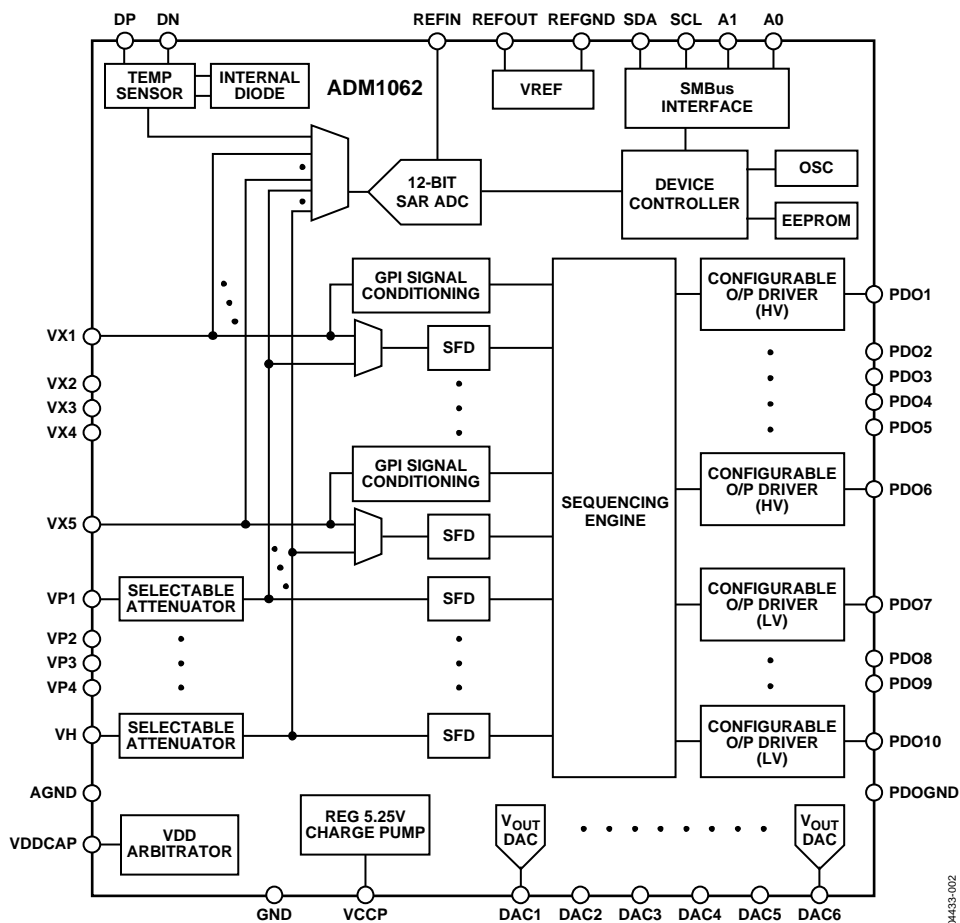 DP DN REFIN REFOUT REFGND SDA SCL A1 A0
TEMP
SENSOR
INTERNAL
DIODE
ADM1062
VREF
SMBus
INTERFACE
12-BIT
SAR ADC
DEVICE
CONTROLLER
OSC
EEPROM
GPI SIGNAL
CONDITIONING
CONFIGURABLE
O/P DRIVER
(HV)
PDO1
VX1
SFD
PDO2
VX2
PDO3
VX3
PDO4
VX4
PDO5
GPI SIGNAL
CONDITIONING
SEQUENCING
ENGINE
CONFIGURABLE
O/P DRIVER
(HV)
PDO6
VX5
SFD
VP1
SELECTABLE
ATTENUATOR
SFD
CONFIGURABLE
O/P DRIVER
(LV)
PDO7
VP2
VP3
PDO8
VP4
PDO9
VH
SELECTABLE
ATTENUATOR
SFD
CONFIGURABLE
O/P DRIVER
(LV)
PDO10
AGND
PDOGND
VDDCAP
VDD
ARBITRATOR
REG 5.25V
CHARGE PUMP
VOUT
DAC
VOUT
DAC
GND VCCP DAC1 DAC2 DAC3 DAC4 DAC5 DAC6
04433-002